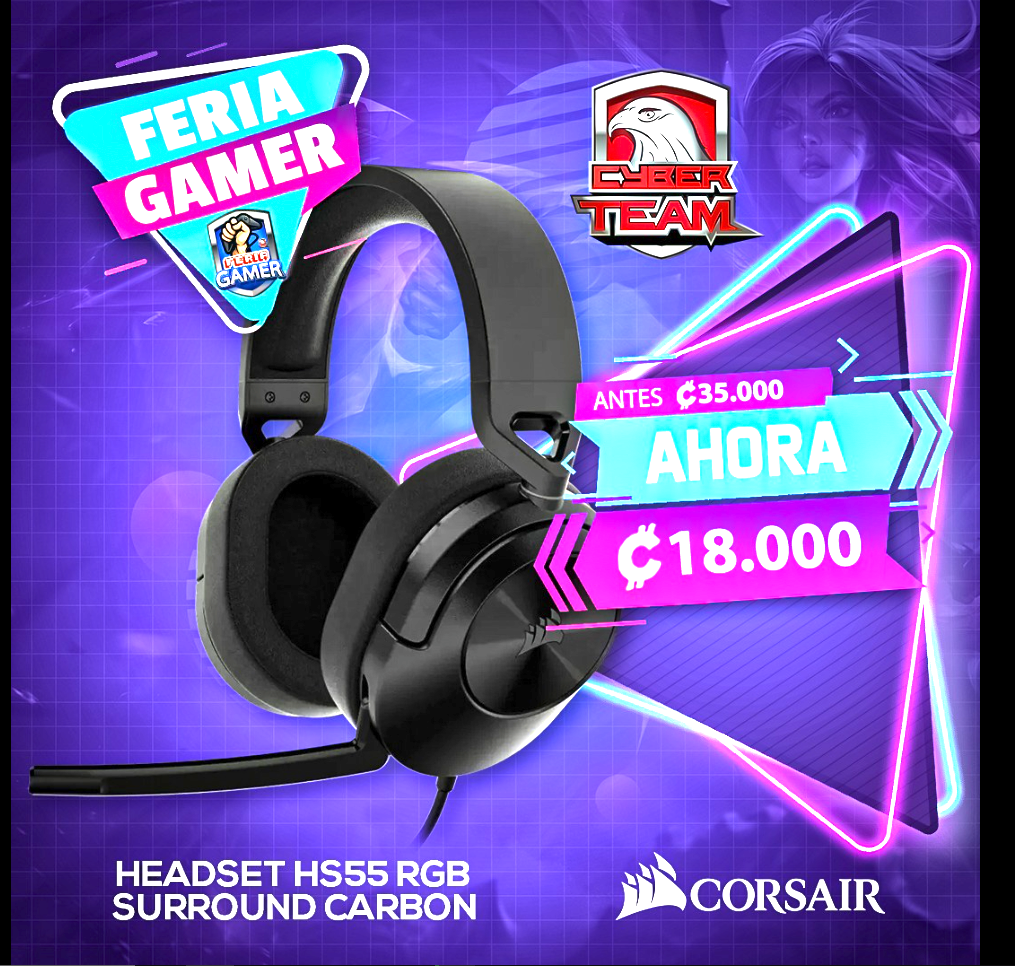 FERIA
GAMER
FERIA
GAMER
CYBER
TEAM
ANTES ₡35.000
AHORA
₡18.000
HEADSET HS55 RGB
SURROUND CARBON
CORSAIR